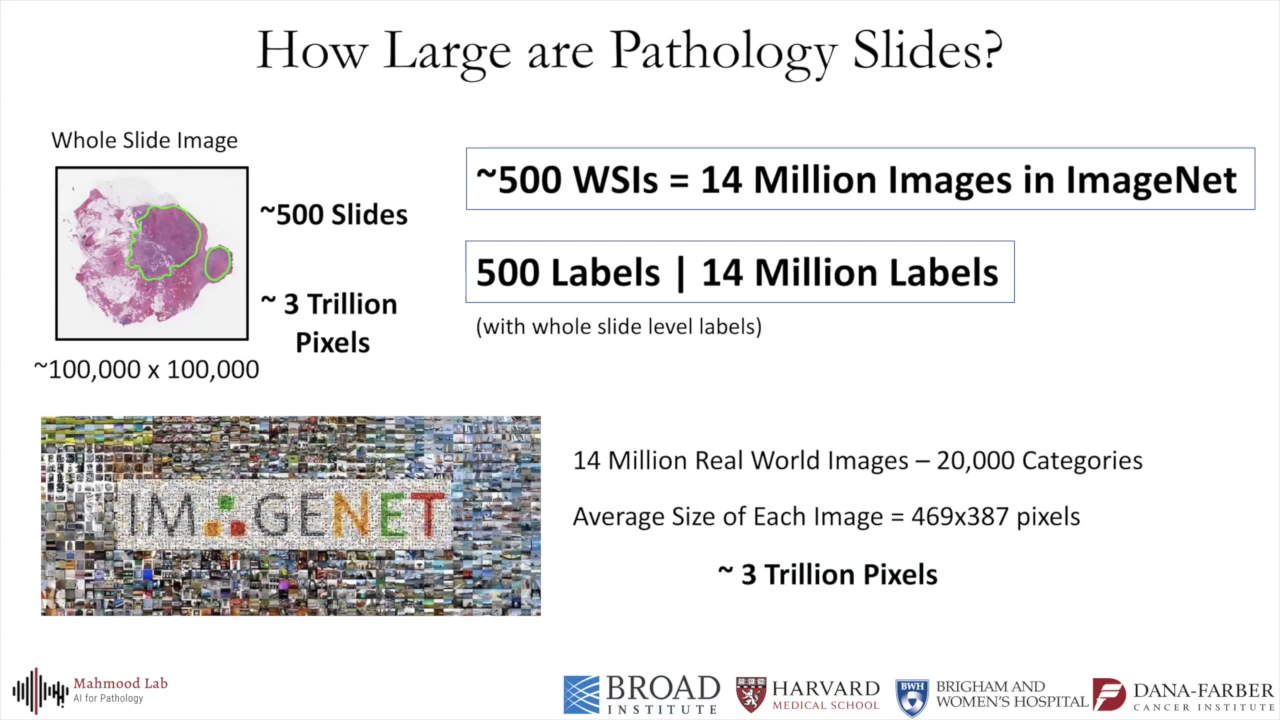 How Large are Pathology Slides?
Whole Slide Image
~500 Slides
~ 3 Trillion
Pixels
~100,000 x 100,000
~500 WSIs = 14 Million Images in ImageNet
500 Labels | 14 Million Labels
(with whole slide level labels)
IMAGENET
14 Million Real World Images – 20,000 Categories
Average Size of Each Image = 469x387 pixels
~ 3 Trillion Pixels
Mahmood Lab
AI for Pathology
BROAD
INSTITUTE
HARVARD
MEDICAL SCHOOL
BWH
BRIGHAM AND
WOMEN'S HOSPITAL
DANA-FARBER
CANCER INSTITUTE